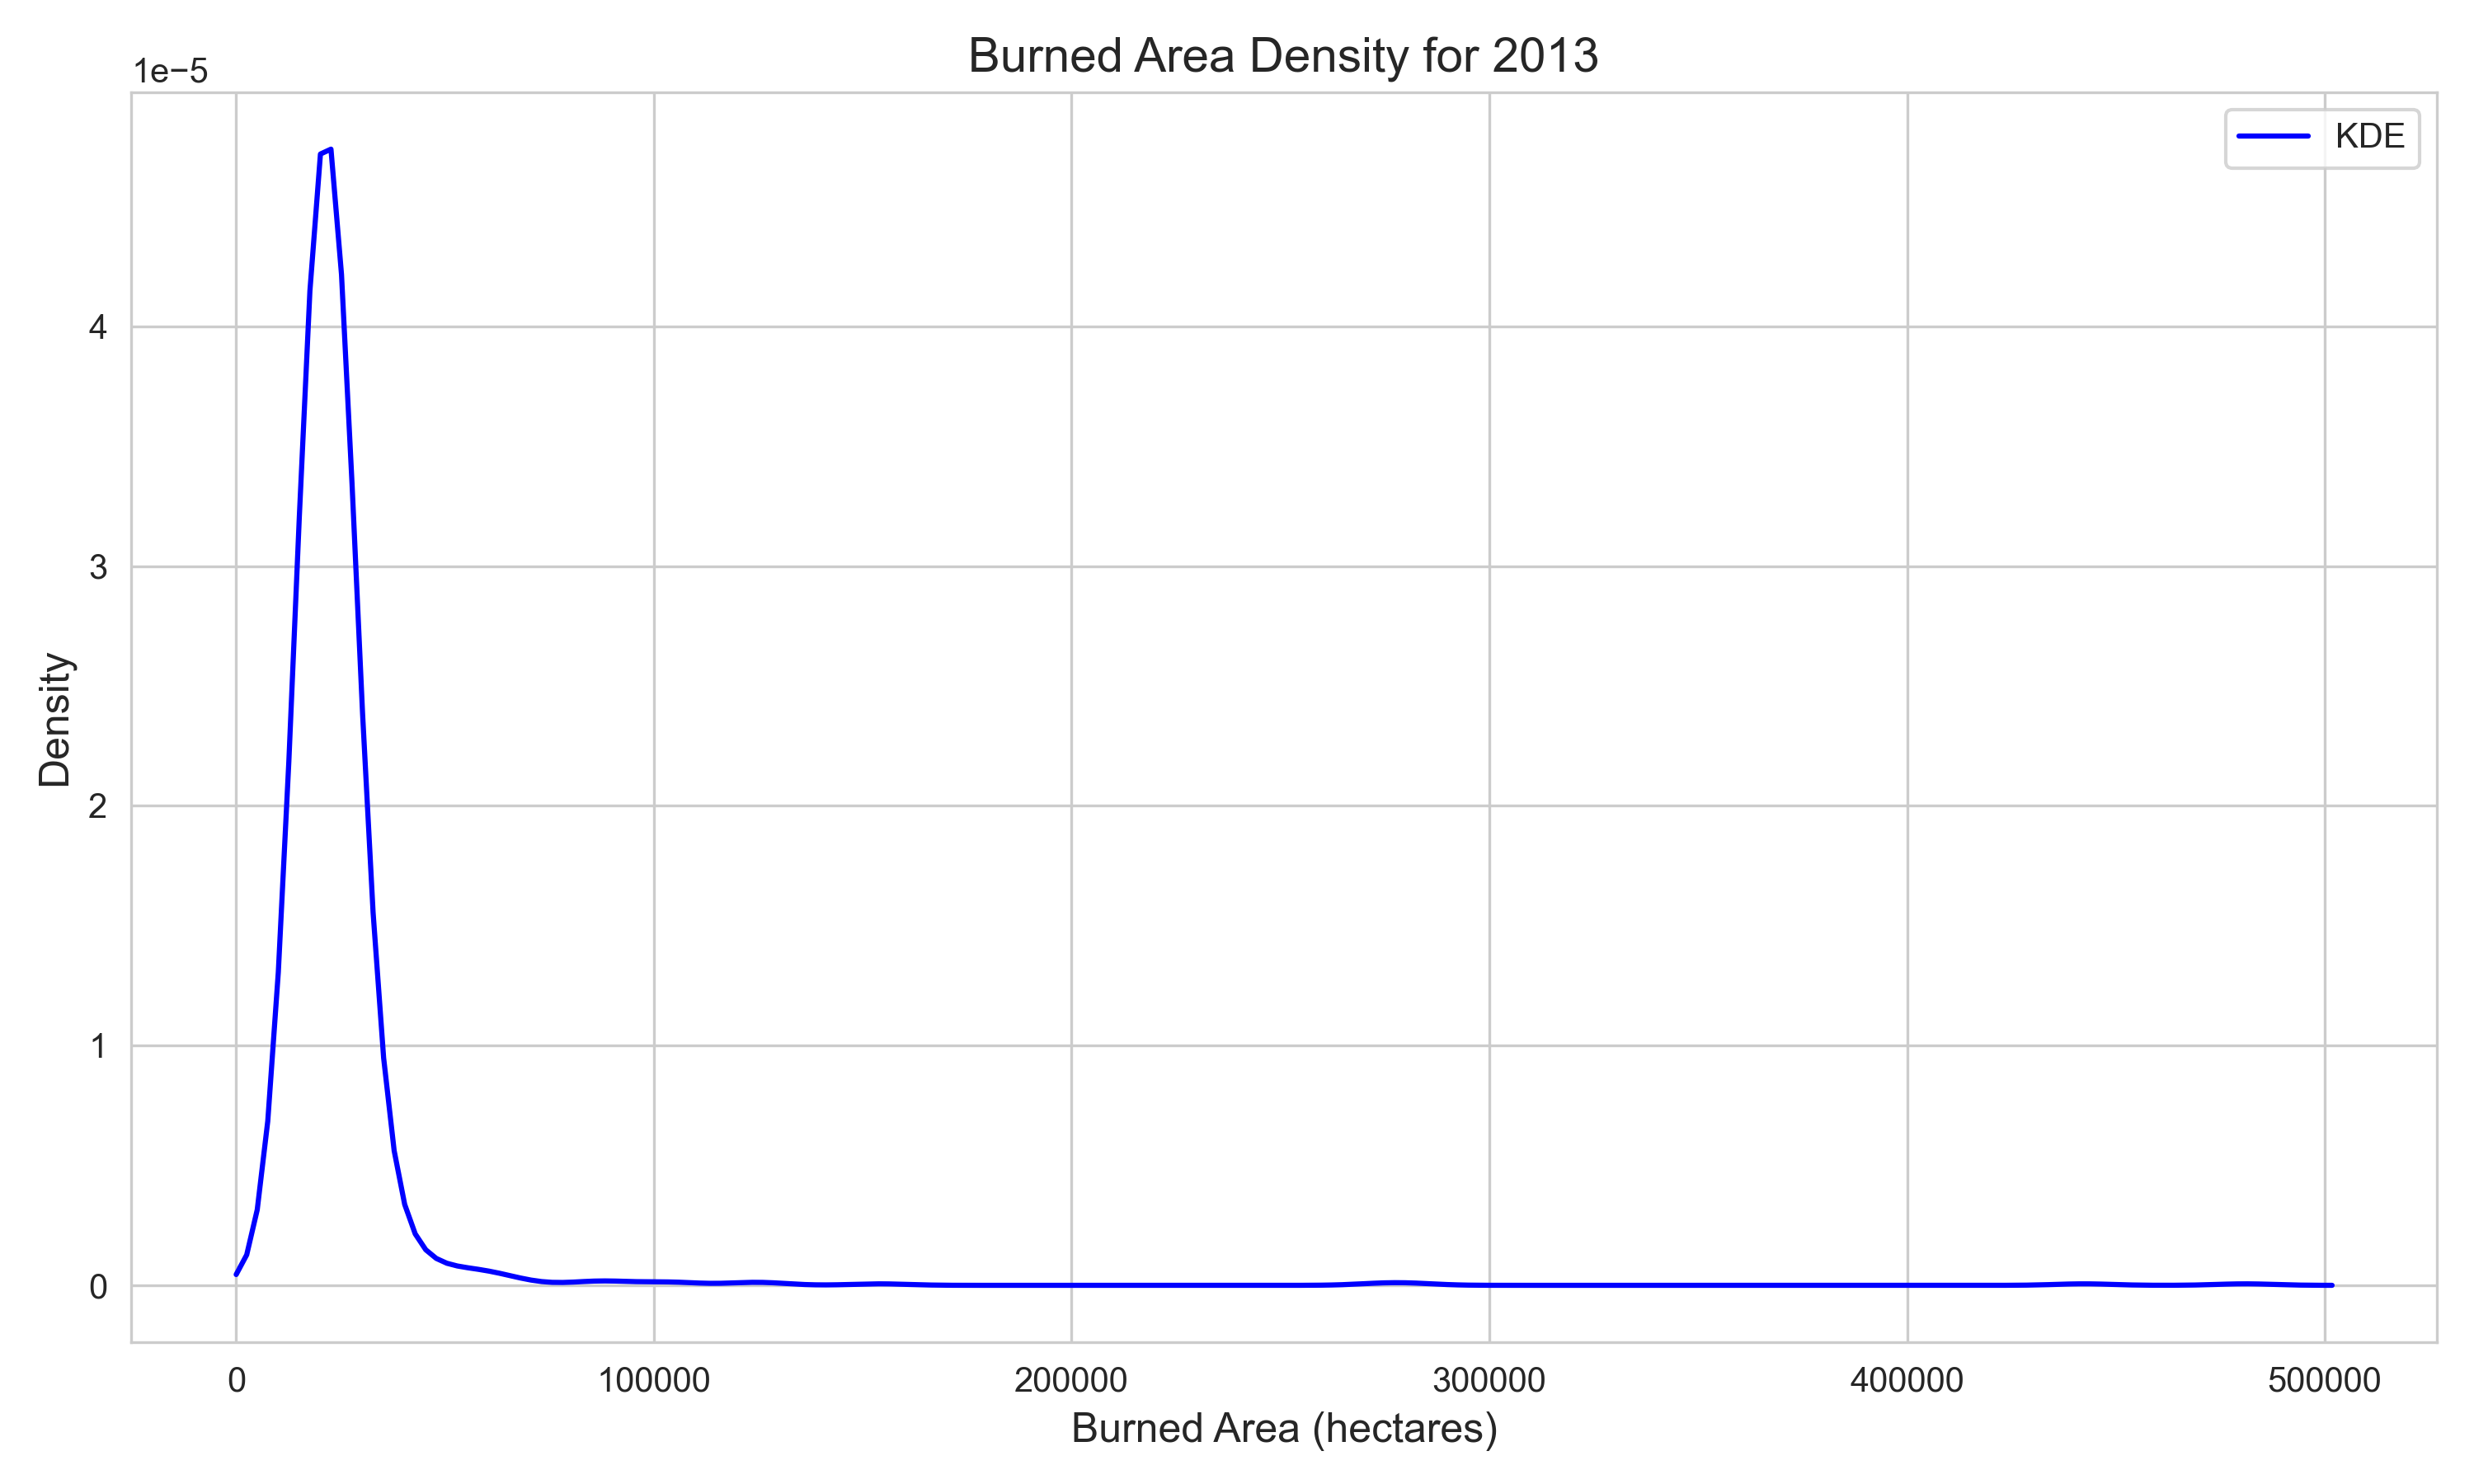 Burned Area Density for 2013
1e−5
KDE
4
3
2
1
0
Density
0 100000 200000 300000 400000 500000
Burned Area (hectares)